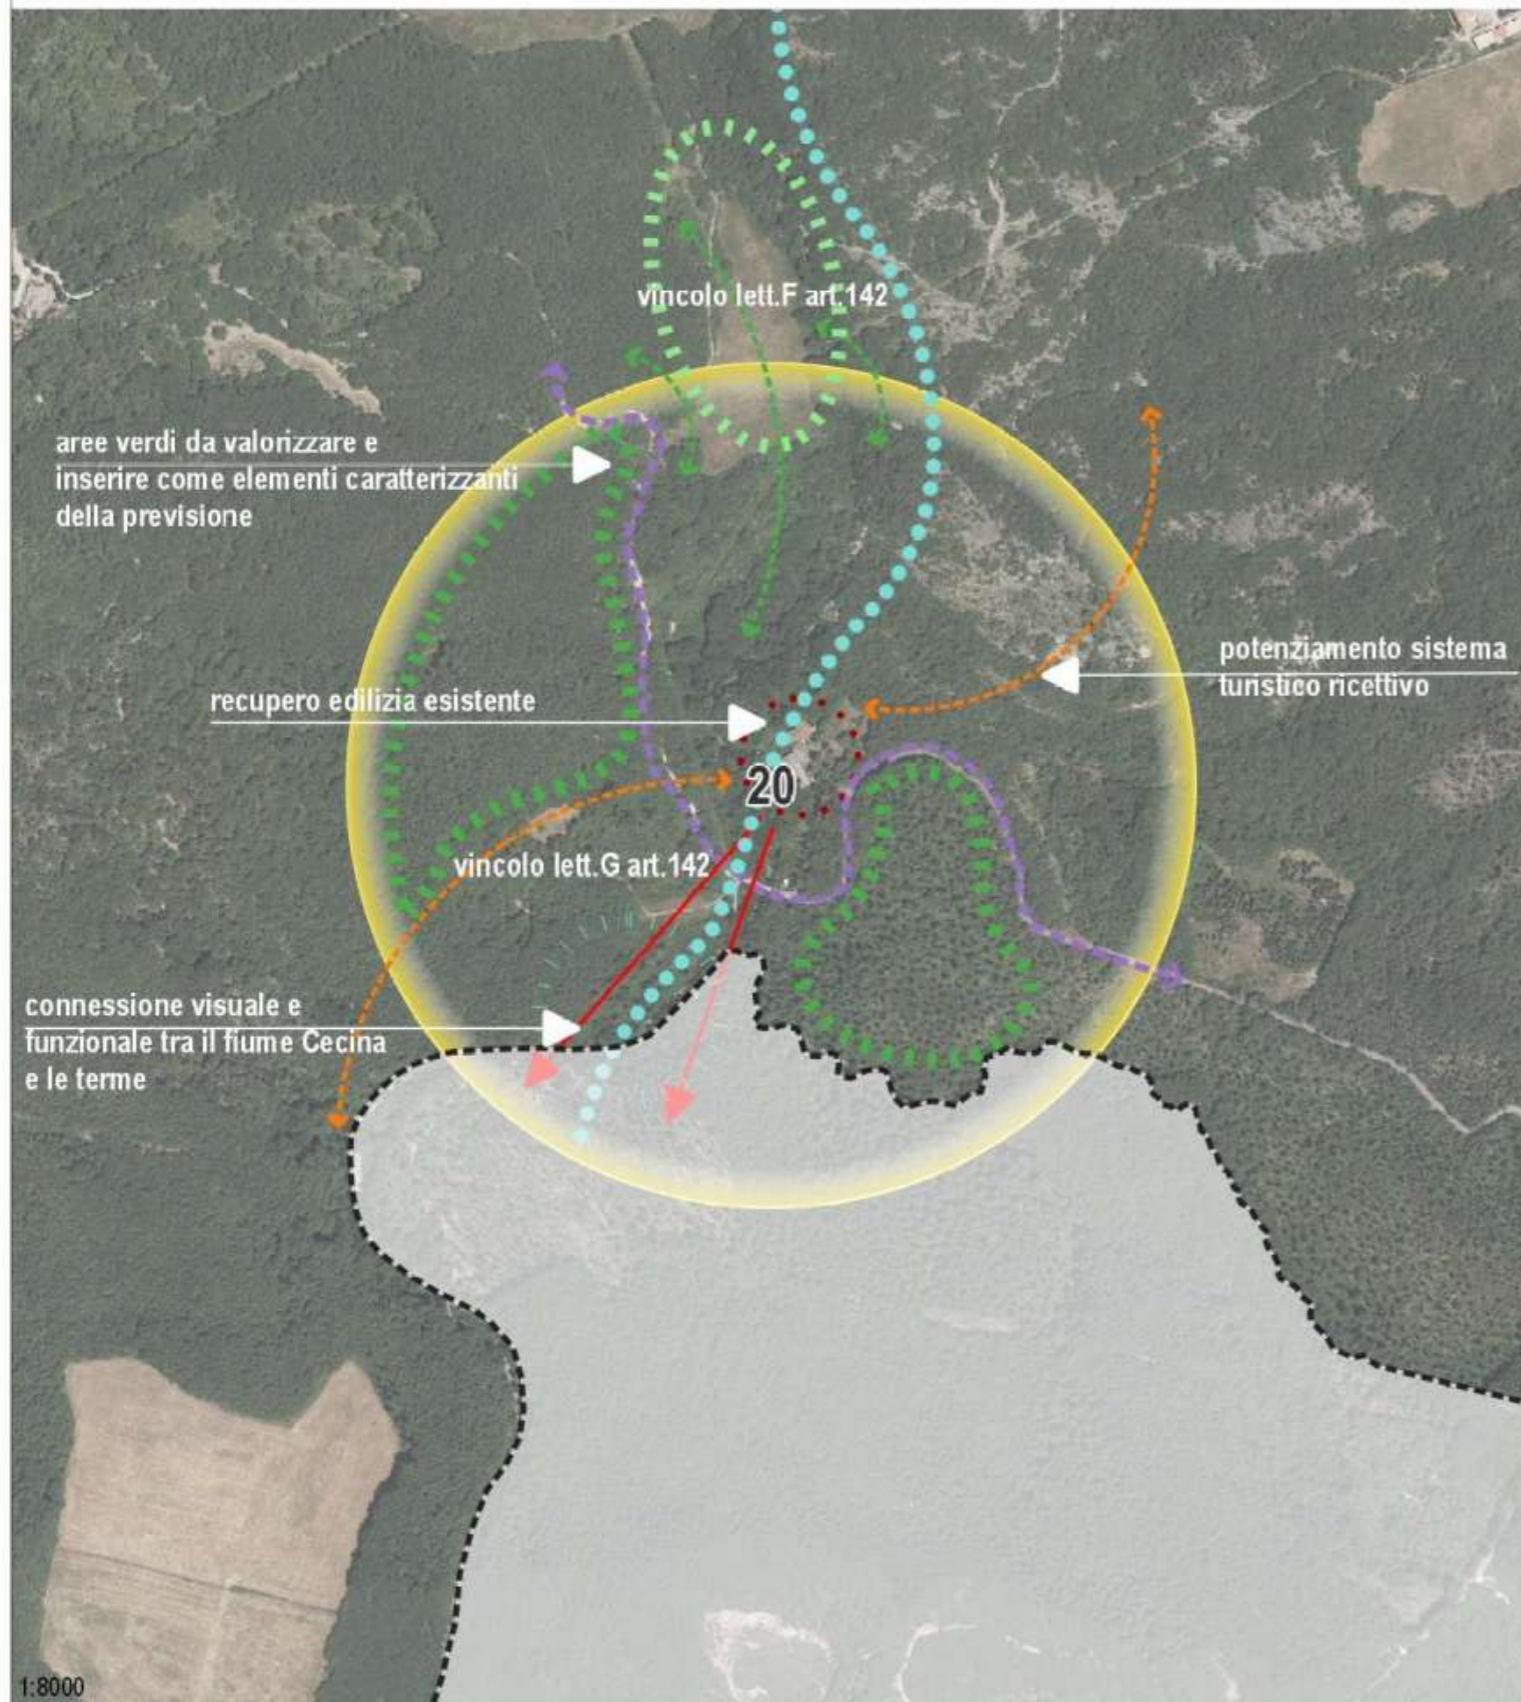 vincolo lett.F art.142
aree verdi da valorizzare e
inserire come elementi caratterizzanti
della previsione
potenziamento sistema
turistico ricettivo
recupero edilizia esistente
20
vincolo lett.G art.142
connessione visuale e
funzionale tra il fiume Cecina
e le terme
1:8000